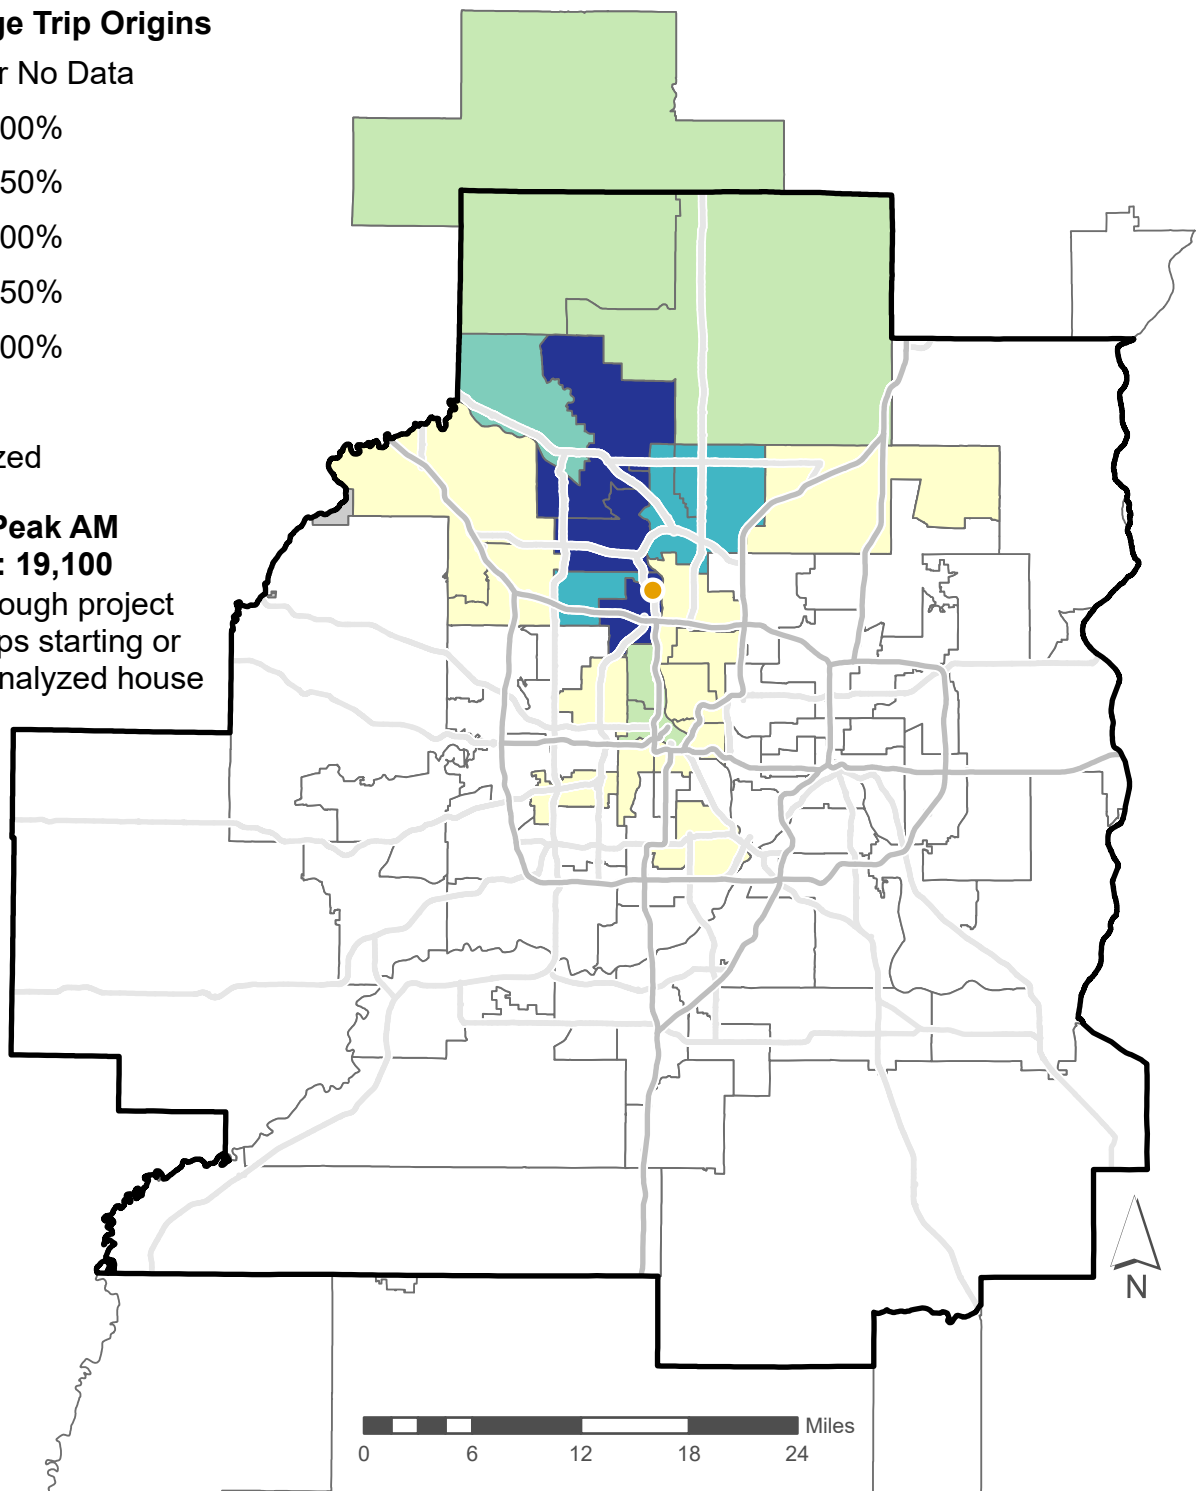 ge Trip Origins
r No Data
00%
50%
00%
50%
00%
zed
Peak AM
: 19,100
ough project
ps starting or
nalyzed house
N
Miles
0 6 12 18 24